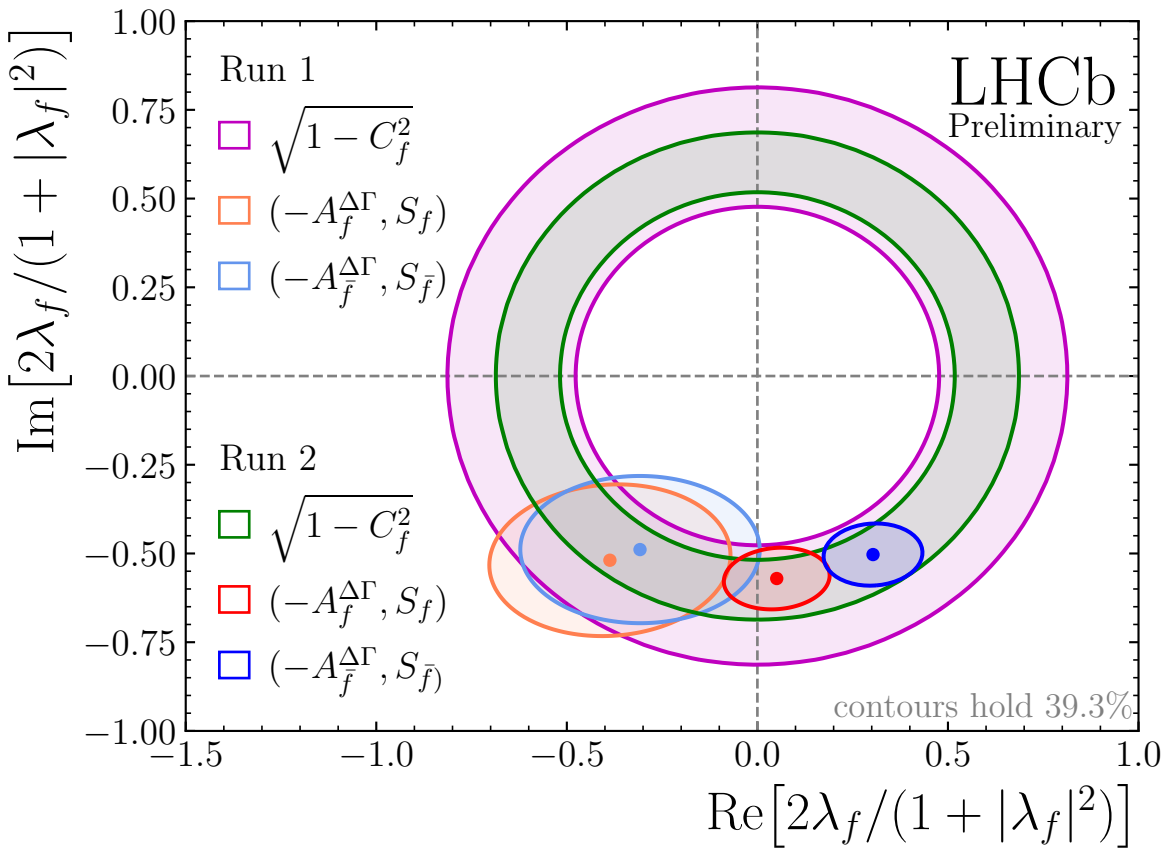 Im[2λ_f/(1 + |λ_f|²)]
1.00
0.75
0.50
0.25
0.00
−0.25
−0.50
−0.75
−1.00
Run 1
√(1 − C_f²)
(−A_f^ΔΓ, S_f)
(−A_f̄^ΔΓ, S_f̄)
LHCb
Preliminary
Run 2
√(1 − C_f²)
(−A_f^ΔΓ, S_f)
(−A_f̄^ΔΓ, S_f̄)
contours hold 39.3%
−1.5 −1.0 −0.5 0.0 0.5 1.0
Re[2λ_f/(1 + |λ_f|²)]